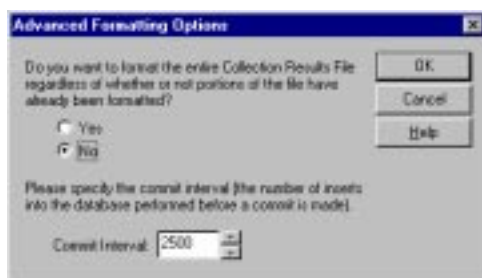 Advanced Formatting Options
Do you want to format the entire Collection Results File
regardless of whether or not portions of the file have
already been formatted?
Yes
No
Please specify the commit interval (the number of inserts
into the database performed before a commit is made).
Commit Interval: 2500
OK
Cancel
Help